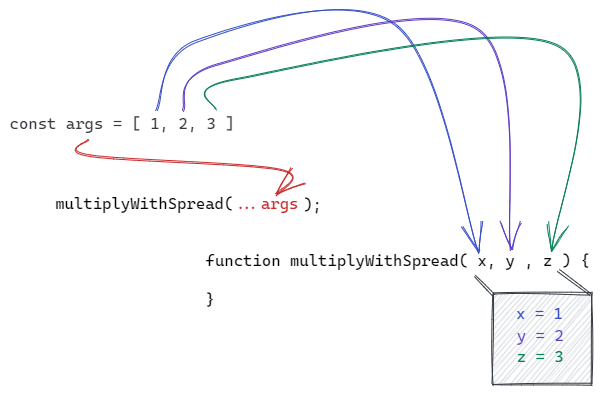 const args = [ 1, 2, 3 ]
multiplyWithSpread(...args);
function multiplyWithSpread( x, y , z ) {
}
x = 1
y = 2
z = 3